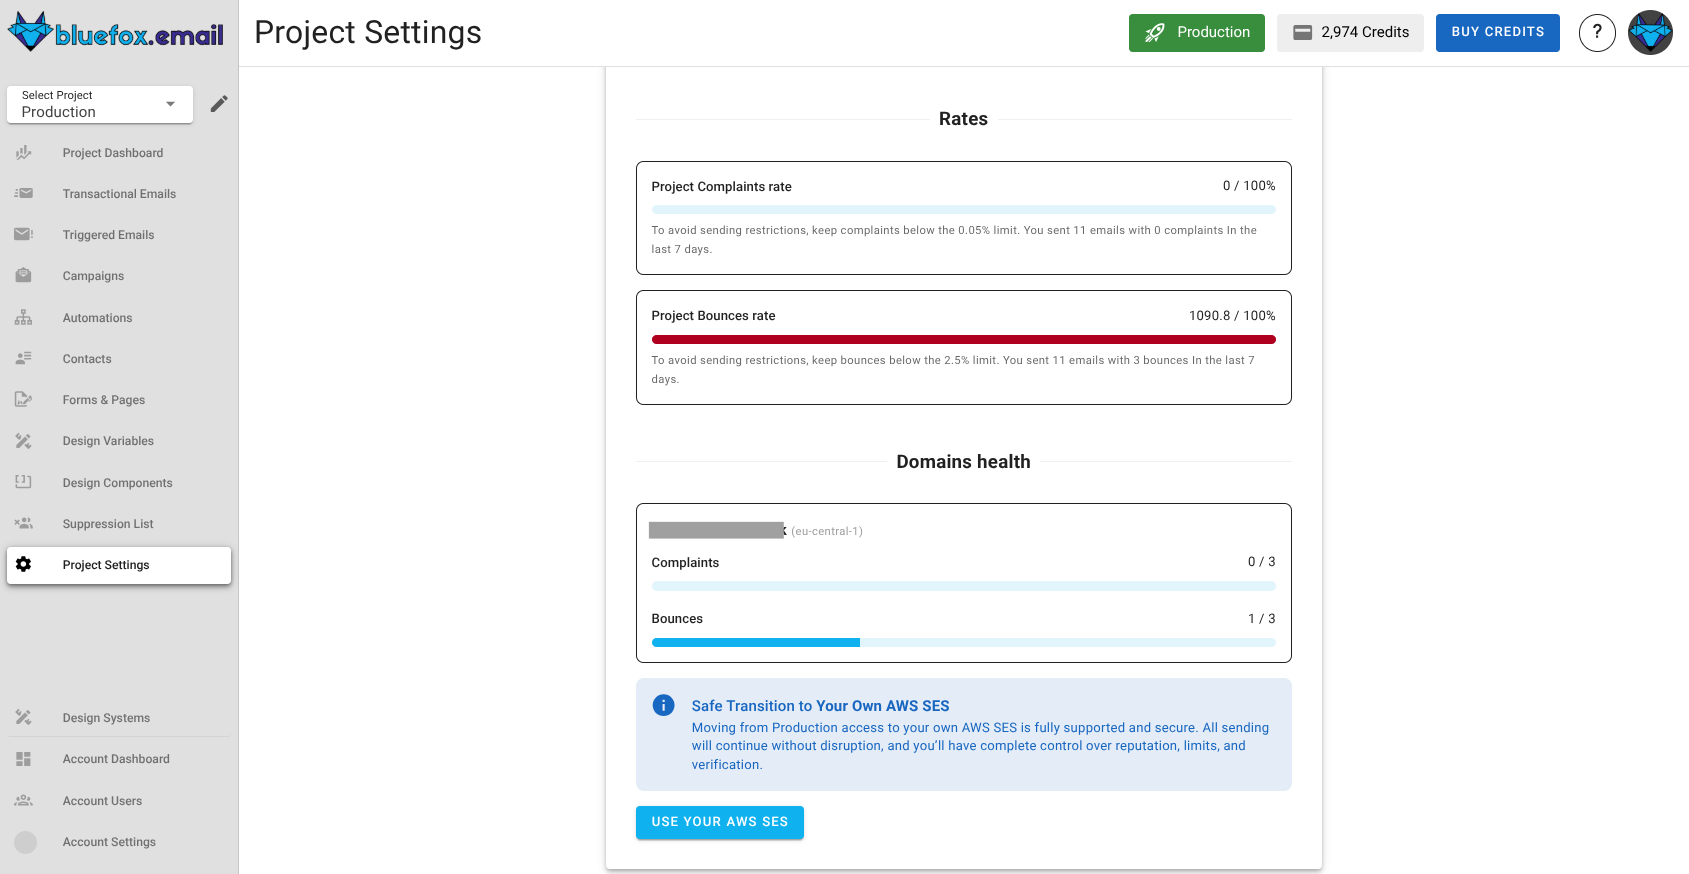 bluefox.email
Project Settings
Production
2,974 Credits
BUY CREDITS
?
Select Project
Production
Project Dashboard
Transactional Emails
Triggered Emails
Campaigns
Automations
Contacts
Forms & Pages
Design Variables
Design Components
Suppression List
Project Settings
Design Systems
Account Dashboard
Account Users
Account Settings
Rates
Project Complaints rate
0 / 100%
To avoid sending restrictions, keep complaints below the 0.05% limit. You sent 11 emails with 0 complaints In the
last 7 days.
Project Bounces rate
1090.8 / 100%
To avoid sending restrictions, keep bounces below the 2.5% limit. You sent 11 emails with 3 bounces In the last 7
days.
Domains health
(eu-central-1)
Complaints
0 / 3
Bounces
1 / 3
Safe Transition to Your Own AWS SES
Moving from Production access to your own AWS SES is fully supported and secure. All sending
will continue without disruption, and you’ll have complete control over reputation, limits, and
verification.
USE YOUR AWS SES